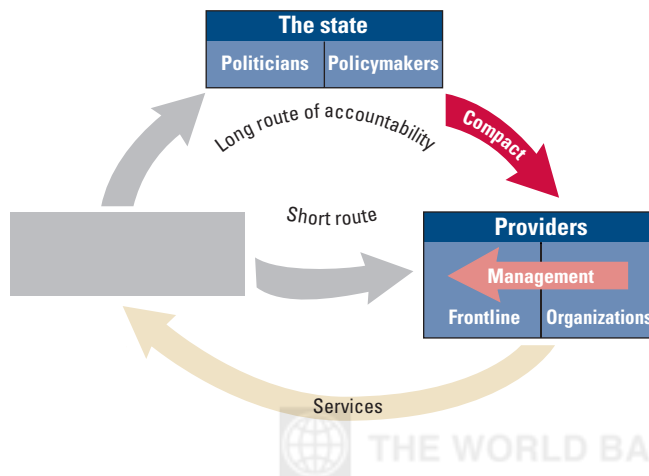 The state
Politicians Policymakers
Long route of accountability
Compact
Short route
Providers
Management
Frontline Organizations
Services
THE WORLD BA